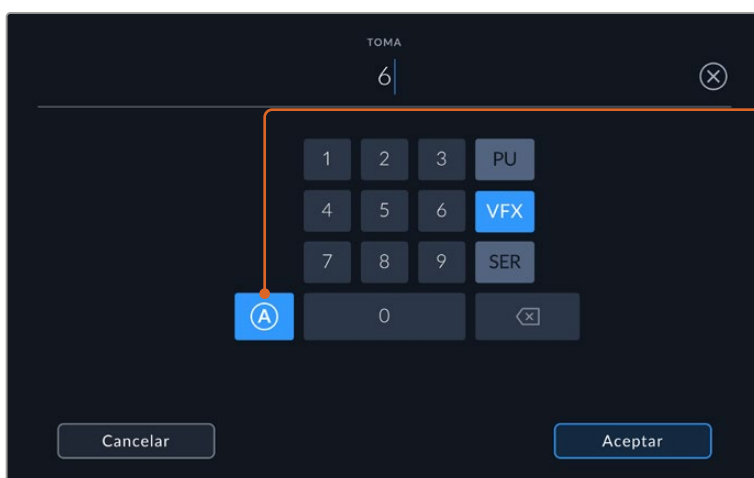 TOMA
6
1 2 3 PU
4 5 6 VFX
7 8 9 SER
A 0
Cancelar Aceptar